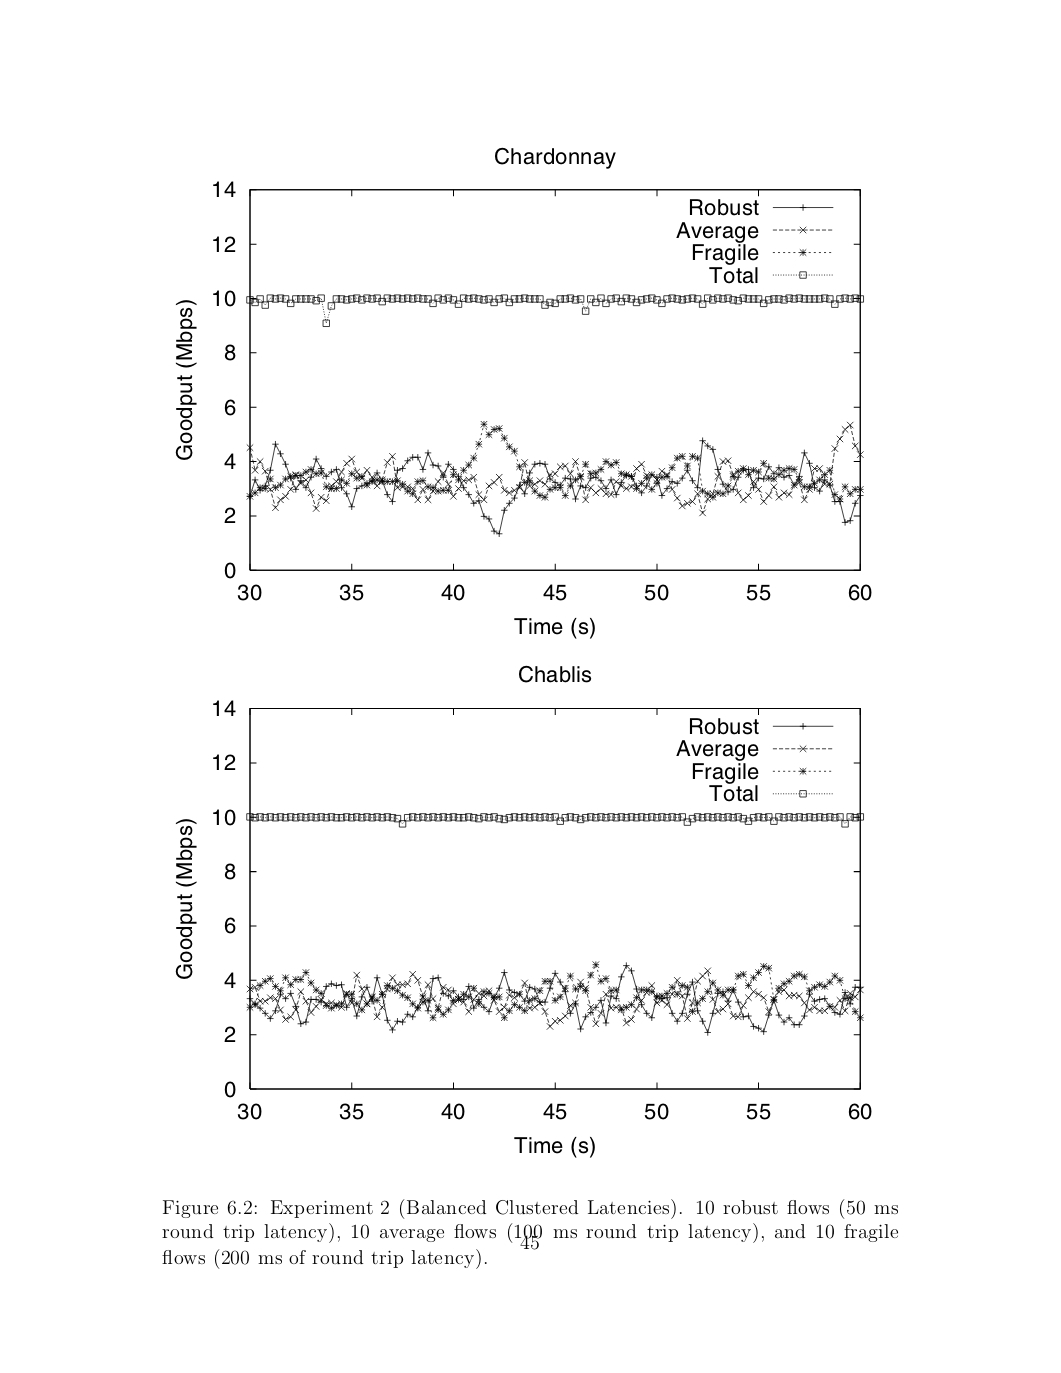 Chardonnay
14
12
10
8
6
4
2
0
Goodput (Mbps)
Robust
Average
Fragile
Total
30 35 40 45 50 55 60
Time (s)
Chablis
14
12
10
8
6
4
2
0
Goodput (Mbps)
Robust
Average
Fragile
Total
30 35 40 45 50 55 60
Time (s)
Figure 6.2: Experiment 2 (Balanced Clustered Latencies). 10 robust flows (50 ms
round trip latency), 10 average flows (100 ms round trip latency), and 10 fragile
45
flows (200 ms of round trip latency).